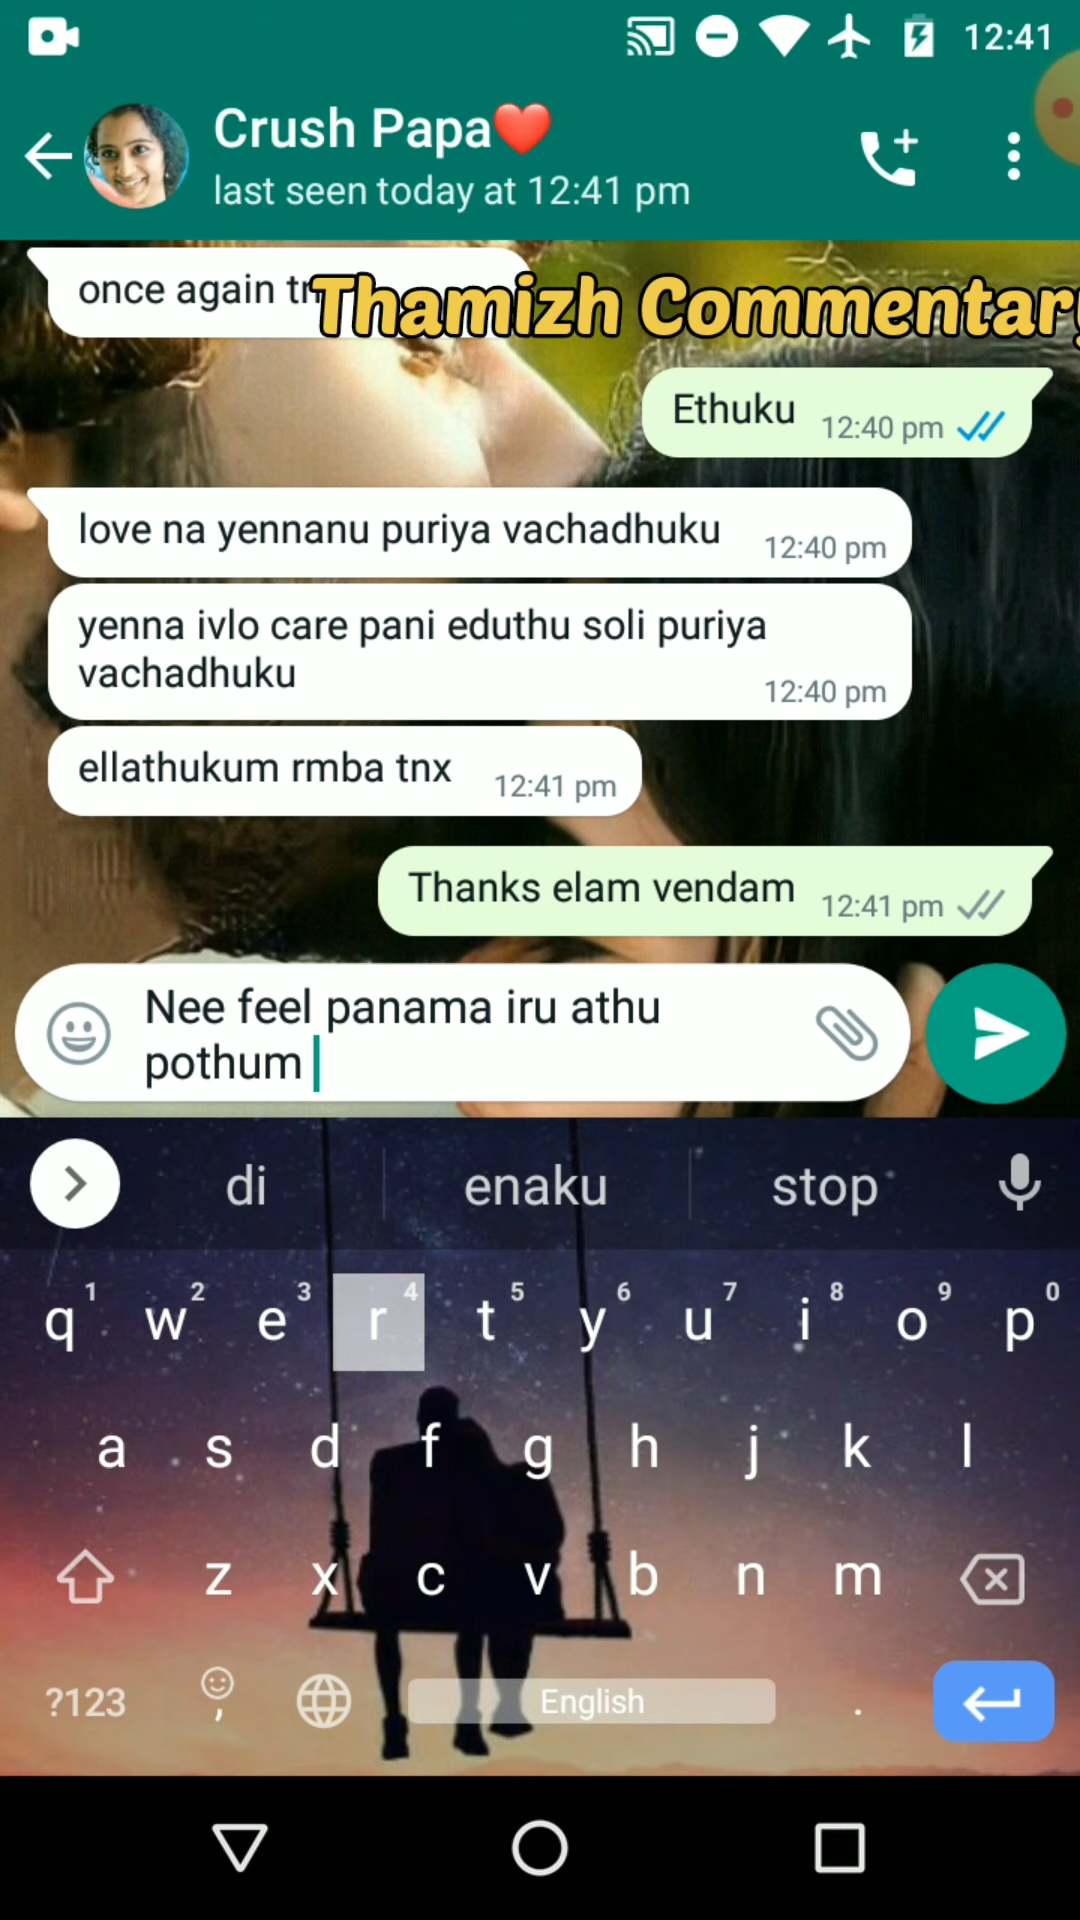 12:41
Crush Papa❤️
last seen today at 12:41 pm
once again
Thamizh Commentary
Ethuku 12:40 pm
love na yennanu puriya vachadhuku 12:40 pm
yenna ivlo care pani eduthu soli puriya
vachadhuku 12:40 pm
ellathukum rmba tnx 12:41 pm
Thanks elam vendam 12:41 pm
Nee feel panama iru athu
pothum
di enaku stop
1 2 3 4 5 6 7 8 9 0
q w e r t y u i o p
a s d f g h j k l
z x c v b n m
?123 , English .